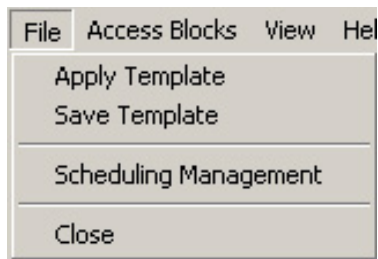 File Access Blocks View Hel
Apply Template
Save Template
Scheduling Management
Close